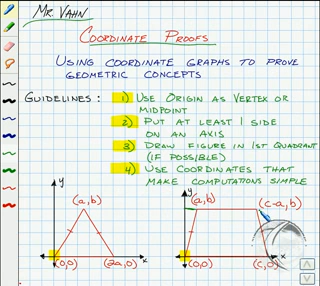 Mr. Vahn
Coordinate Proofs
Using coordinate graphs to prove
geometric concepts
Guidelines: 1) Use Origin as Vertex or
midpoint
2) Put at least 1 side
on an axis
3) Draw figure in 1st Quadrant
(if possible)
4) Use coordinates that
make computations simple
y
y
(a,b)
(a,b)
(c-a,b)
x
x
(0,0)
(2a,0)
(0,0)
(c,0)